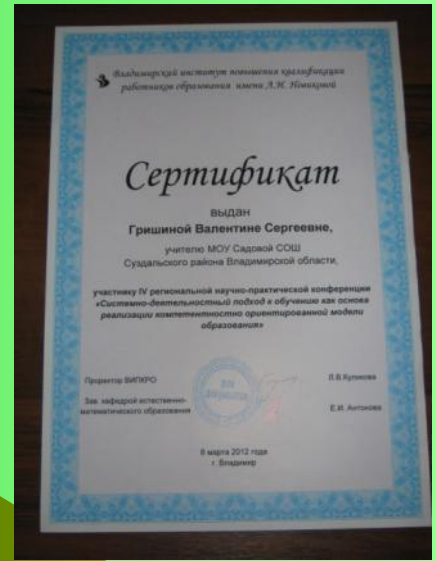 Владимирский институт повышения квалификации
работников образования имени Л.И. Новиковой
Сертификат
выдан
Гришиной Валентине Сергеевне,
учителю МОУ Садовой СОШ
Суздальского района Владимирской области,
участнику IV региональной научно-практической конференции
«Системно-деятельностный подход к обучению как основа
реализации компетентностно ориентированной модели
образования»
Проректор ВИПКРО
Л.В.Куликова
Зав. кафедрой естественно-
математического образования
Е.И. Антонова
6 марта 2012 года
г. Владимир